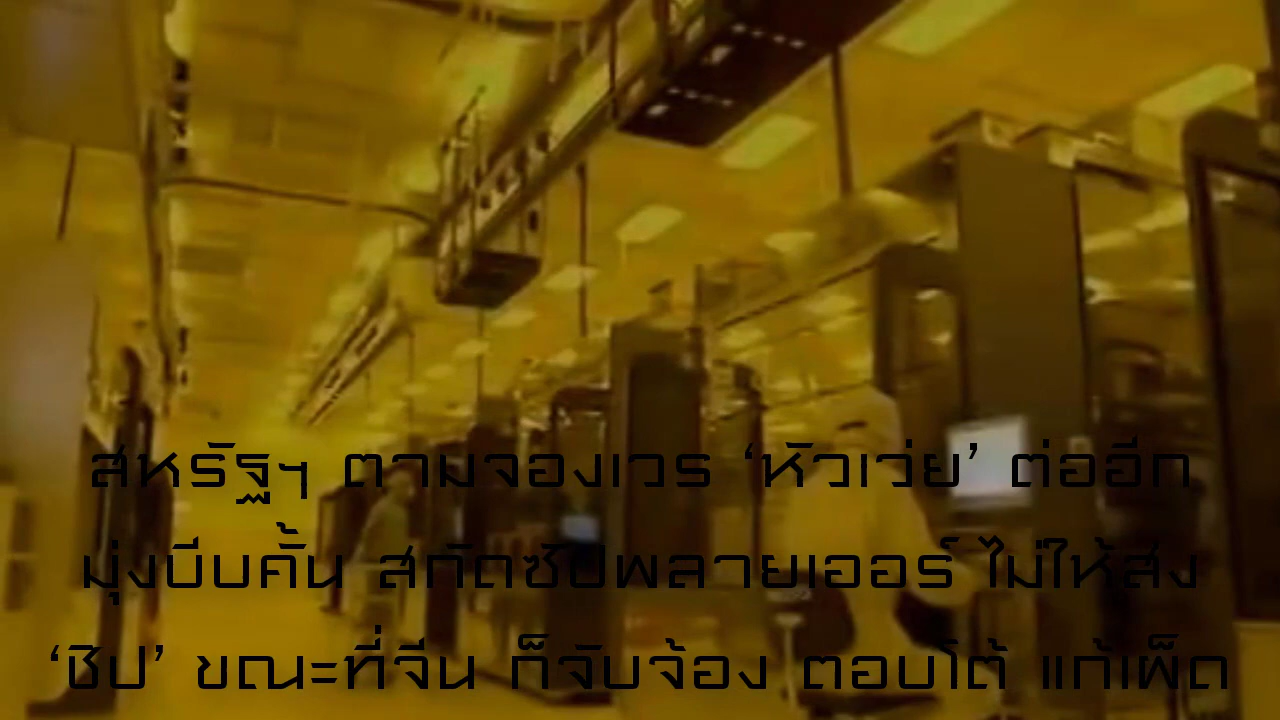 สหรัฐฯ ตามจองเวร ‘หัวเว่ย’ ต่ออีก
มุ่งบีบคั้น สกัดซัปพลายเออร์ ไม่ให้ส่ง
‘ชิป’ ขณะที่จีน ก็จับจ้อง ตอบโต้ แก้เผ็ด